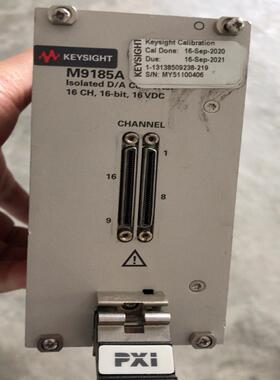 KEYSIGHT
M9185A
Isolated D/A
16 CH, 16-bit, 16 VDC
KEYSIGHT
Keysight Calibration
Cal Done: 16-Sep-2020
Due: 16-Sep-2021
1-13138509238-219
S/N: MY51100406
CHANNEL
16
8
9
1
PXI